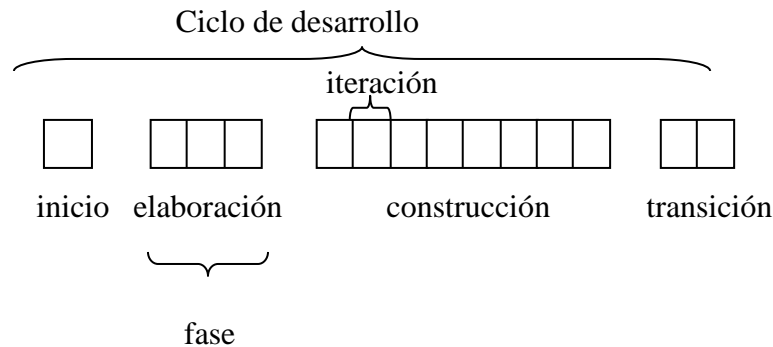 Ciclo de desarrollo
iteración
inicio elaboración construcción transición
fase